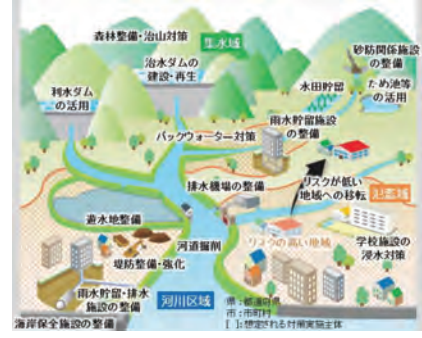 森林整備・治山対策
集水域
砂防関係施設
の整備
治水ダムの
建設・再生
水田貯留
ため池等
の活用
利水ダム
の活用
雨水貯留施設
の整備
バックウォーター対策
排水機場の整備
リスクが低い
地域への移転
氾濫域
遊水地整備
リスクの高い地域
学校施設の
浸水対策
河道掘削
堤防整備・強化
雨水貯留・排水
施設の整備
河川区域
海岸保全施設の整備
県：都道府県
市：市町村
[ ]：想定される対策実施主体